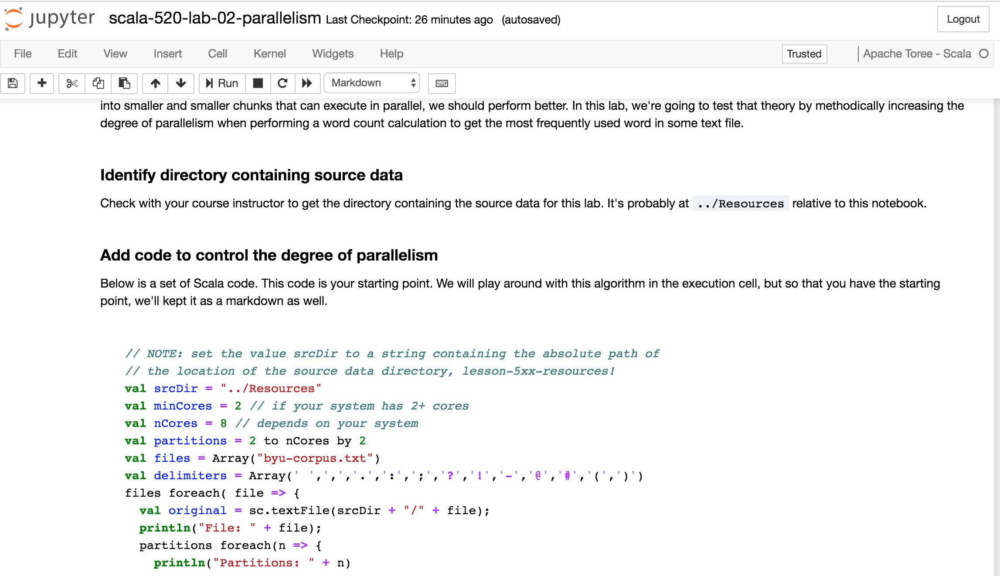 jupyter scala-520-lab-02-parallelism Last Checkpoint: 26 minutes ago (autosaved) Logout
File Edit View Insert Cell Kernel Widgets Help Trusted Apache Toree - Scala
Run Markdown
into smaller and smaller chunks that can execute in parallel, we should perform better. In this lab, we're going to test that theory by methodically increasing the
degree of parallelism when performing a word count calculation to get the most frequently used word in some text file.
Identify directory containing source data
Check with your course instructor to get the directory containing the source data for this lab. It's probably at ../Resources relative to this notebook.
Add code to control the degree of parallelism
Below is a set of Scala code. This code is your starting point. We will play around with this algorithm in the execution cell, but so that you have the starting
point, we'll kept it as a markdown as well.
// NOTE: set the value srcDir to a string containing the absolute path of
// the location of the source data directory, lesson-5xx-resources!
val srcDir = "../Resources"
val minCores = 2 // if your system has 2+ cores
val nCores = 8 // depends on your system
val partitions = 2 to nCores by 2
val files = Array("byu-corpus.txt")
val delimiters = Array(' ',',','.',':',';','?','!','-','@','#','(',')')
files foreach( file => {
  val original = sc.textFile(srcDir + "/" + file);
  println("File: " + file);
  partitions foreach(n => {
    println("Partitions: " + n)